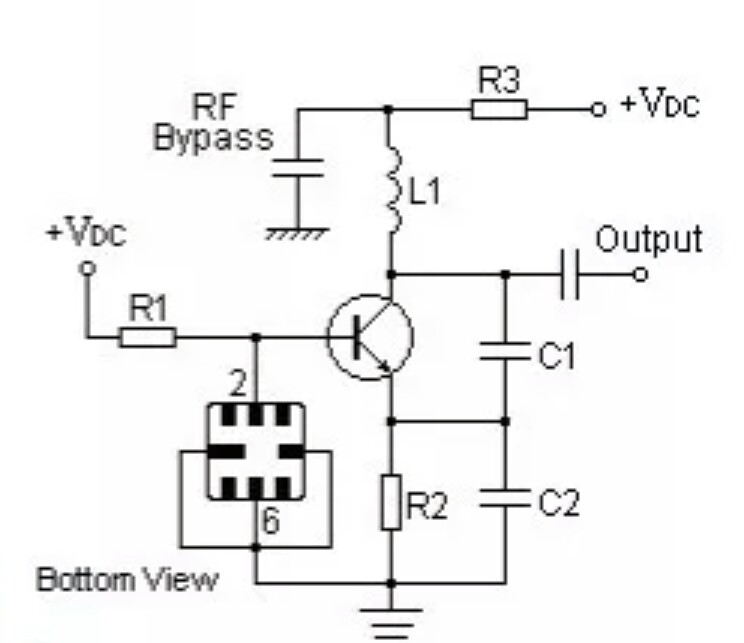 R3
+VDC
RF
Bypass
L1
+VDC
Output
R1
C1
2
R2
C2
6
Bottom View